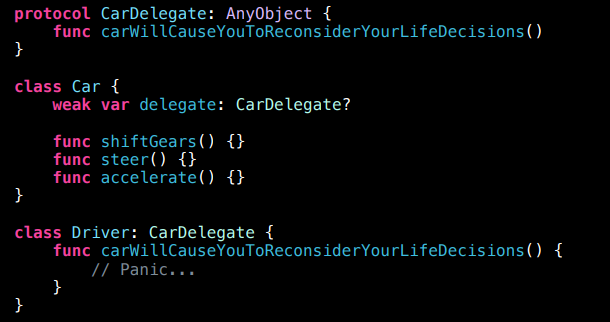 protocol CarDelegate: AnyObject {
    func carWillCauseYouToReconsiderYourLifeDecisions()
}

class Car {
    weak var delegate: CarDelegate?

    func shiftGears() {}
    func steer() {}
    func accelerate() {}
}

class Driver: CarDelegate {
    func carWillCauseYouToReconsiderYourLifeDecisions() {
        // Panic...
    }
}